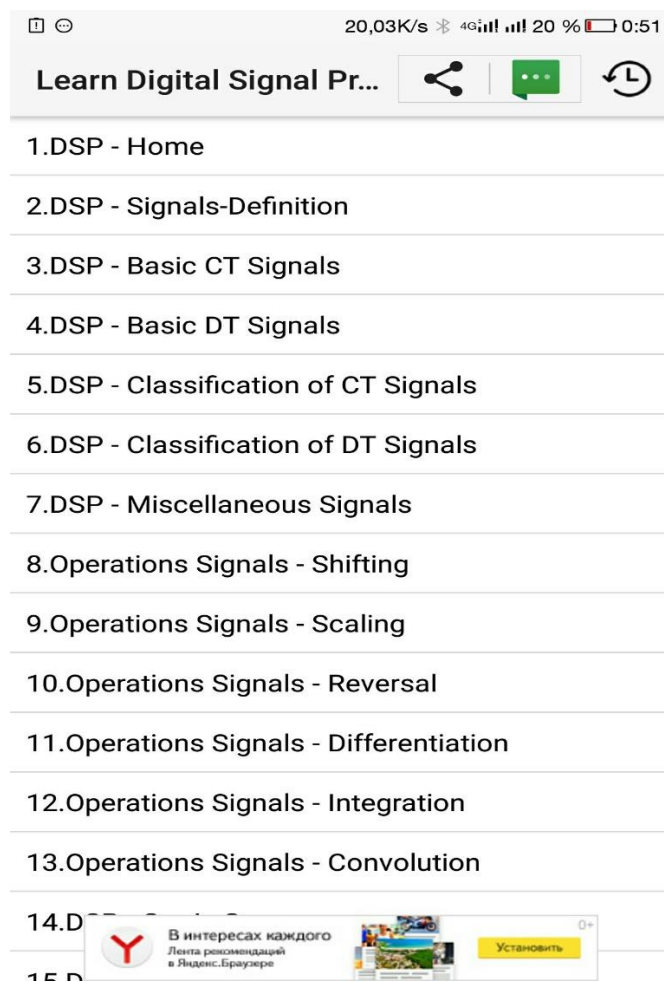 20,03K/s 4G 20 % 0:51
Learn Digital Signal Pr...
1.DSP - Home
2.DSP - Signals-Definition
3.DSP - Basic CT Signals
4.DSP - Basic DT Signals
5.DSP - Classification of CT Signals
6.DSP - Classification of DT Signals
7.DSP - Miscellaneous Signals
8.Operations Signals - Shifting
9.Operations Signals - Scaling
10.Operations Signals - Reversal
11.Operations Signals - Differentiation
12.Operations Signals - Integration
13.Operations Signals - Convolution
14.D
В интересах каждого
Лента рекомендаций
в Яндекс.Браузере
Установить
0+
15.D